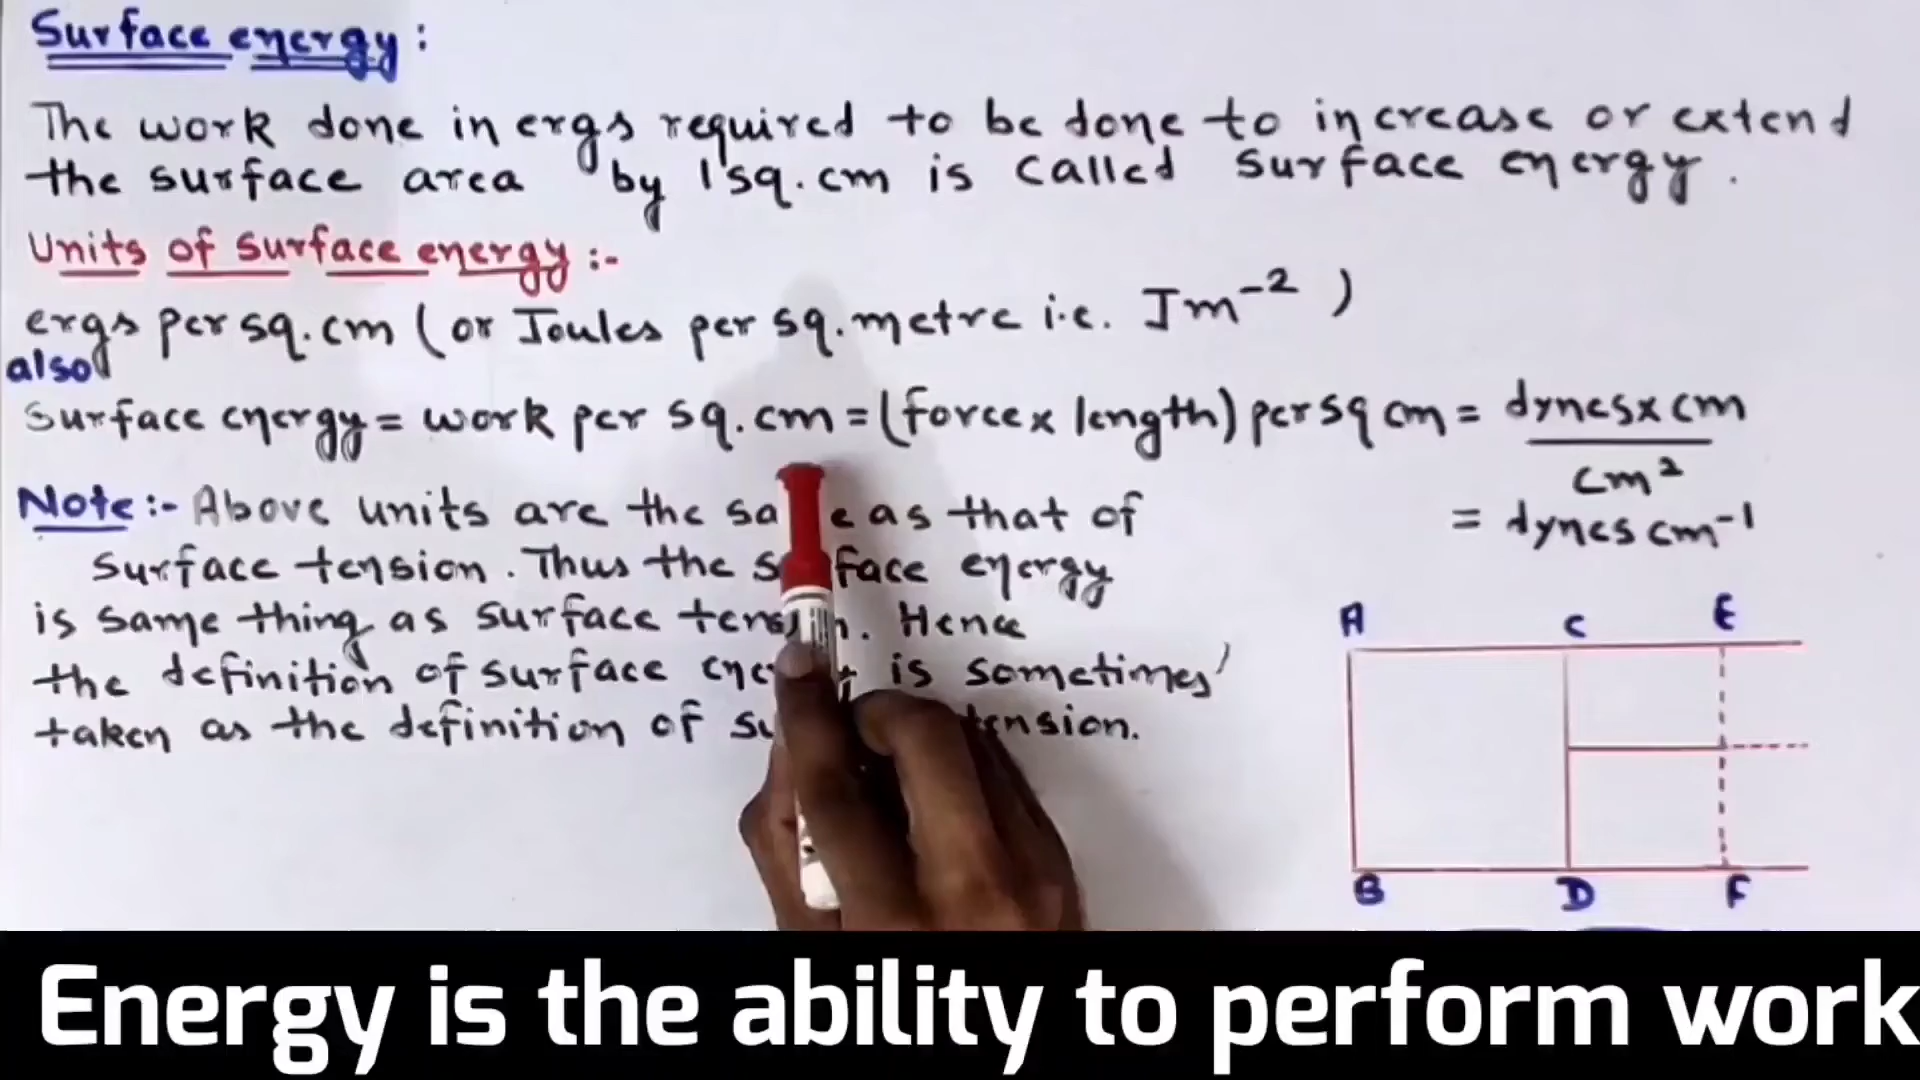 Surface energy:
The work done in ergs required to be done to increase or extend
the surface area by 1 sq.cm is called surface energy.
Units of surface energy :-
ergs per sq.cm (or Joules per sq.metre i.e. Jm⁻²)
also
Surface energy = work per sq.cm = (force x length) per sq cm = dynes x cm
cm²
= dynes cm⁻¹
Note:- Above units are the sa e as that of
surface tension. Thus the s face energy
is same thing as surface tens n. Hence
the definition of surface ene y is sometimes
taken as the definition of su tension.
A C E
B D F
Energy is the ability to perform work